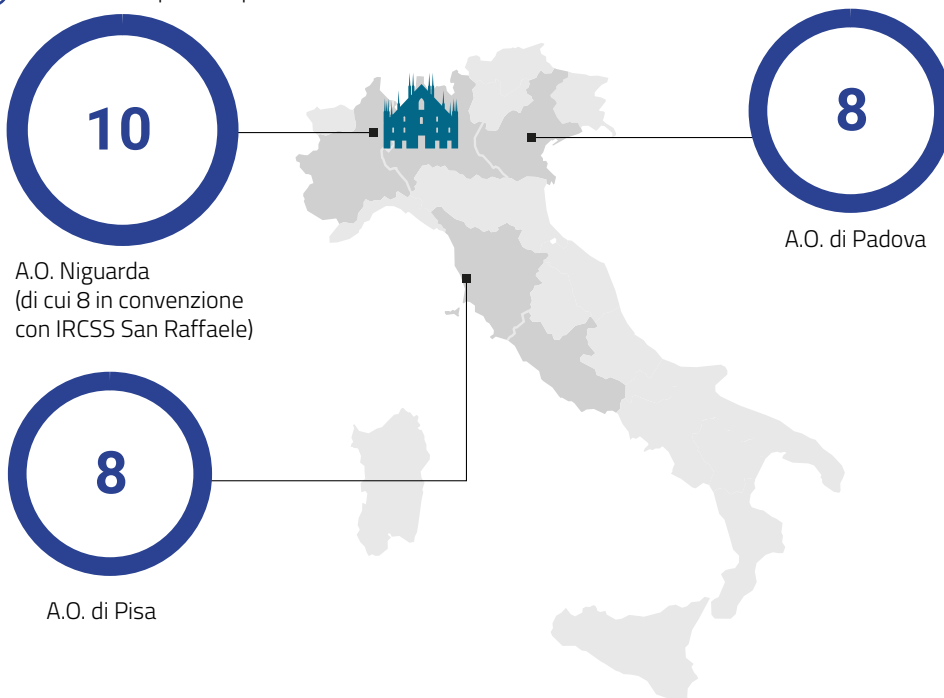 10
8
A.O. di Padova
A.O. Niguarda
(di cui 8 in convenzione
con IRCSS San Raffaele)
8
A.O. di Pisa